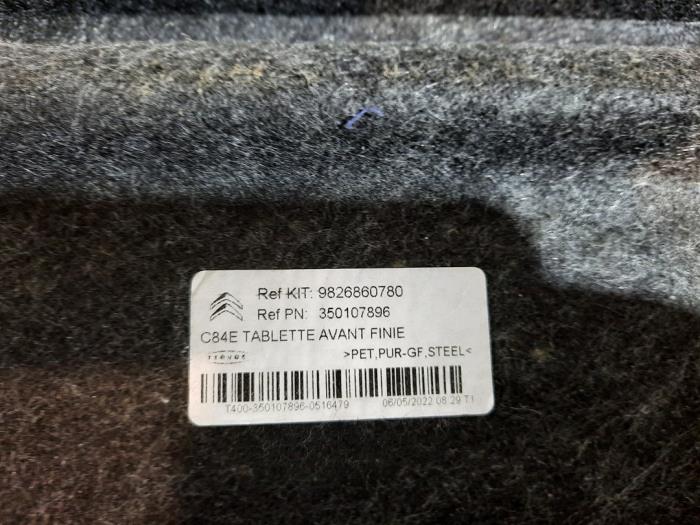 Ref KIT: 9826860780
Ref PN: 350107896
C84E TABLETTE AVANT FINIE
TREVES >PET,PUR-GF,STEEL<
T400-350107896-0516479 06/05/2022 08:29 T1